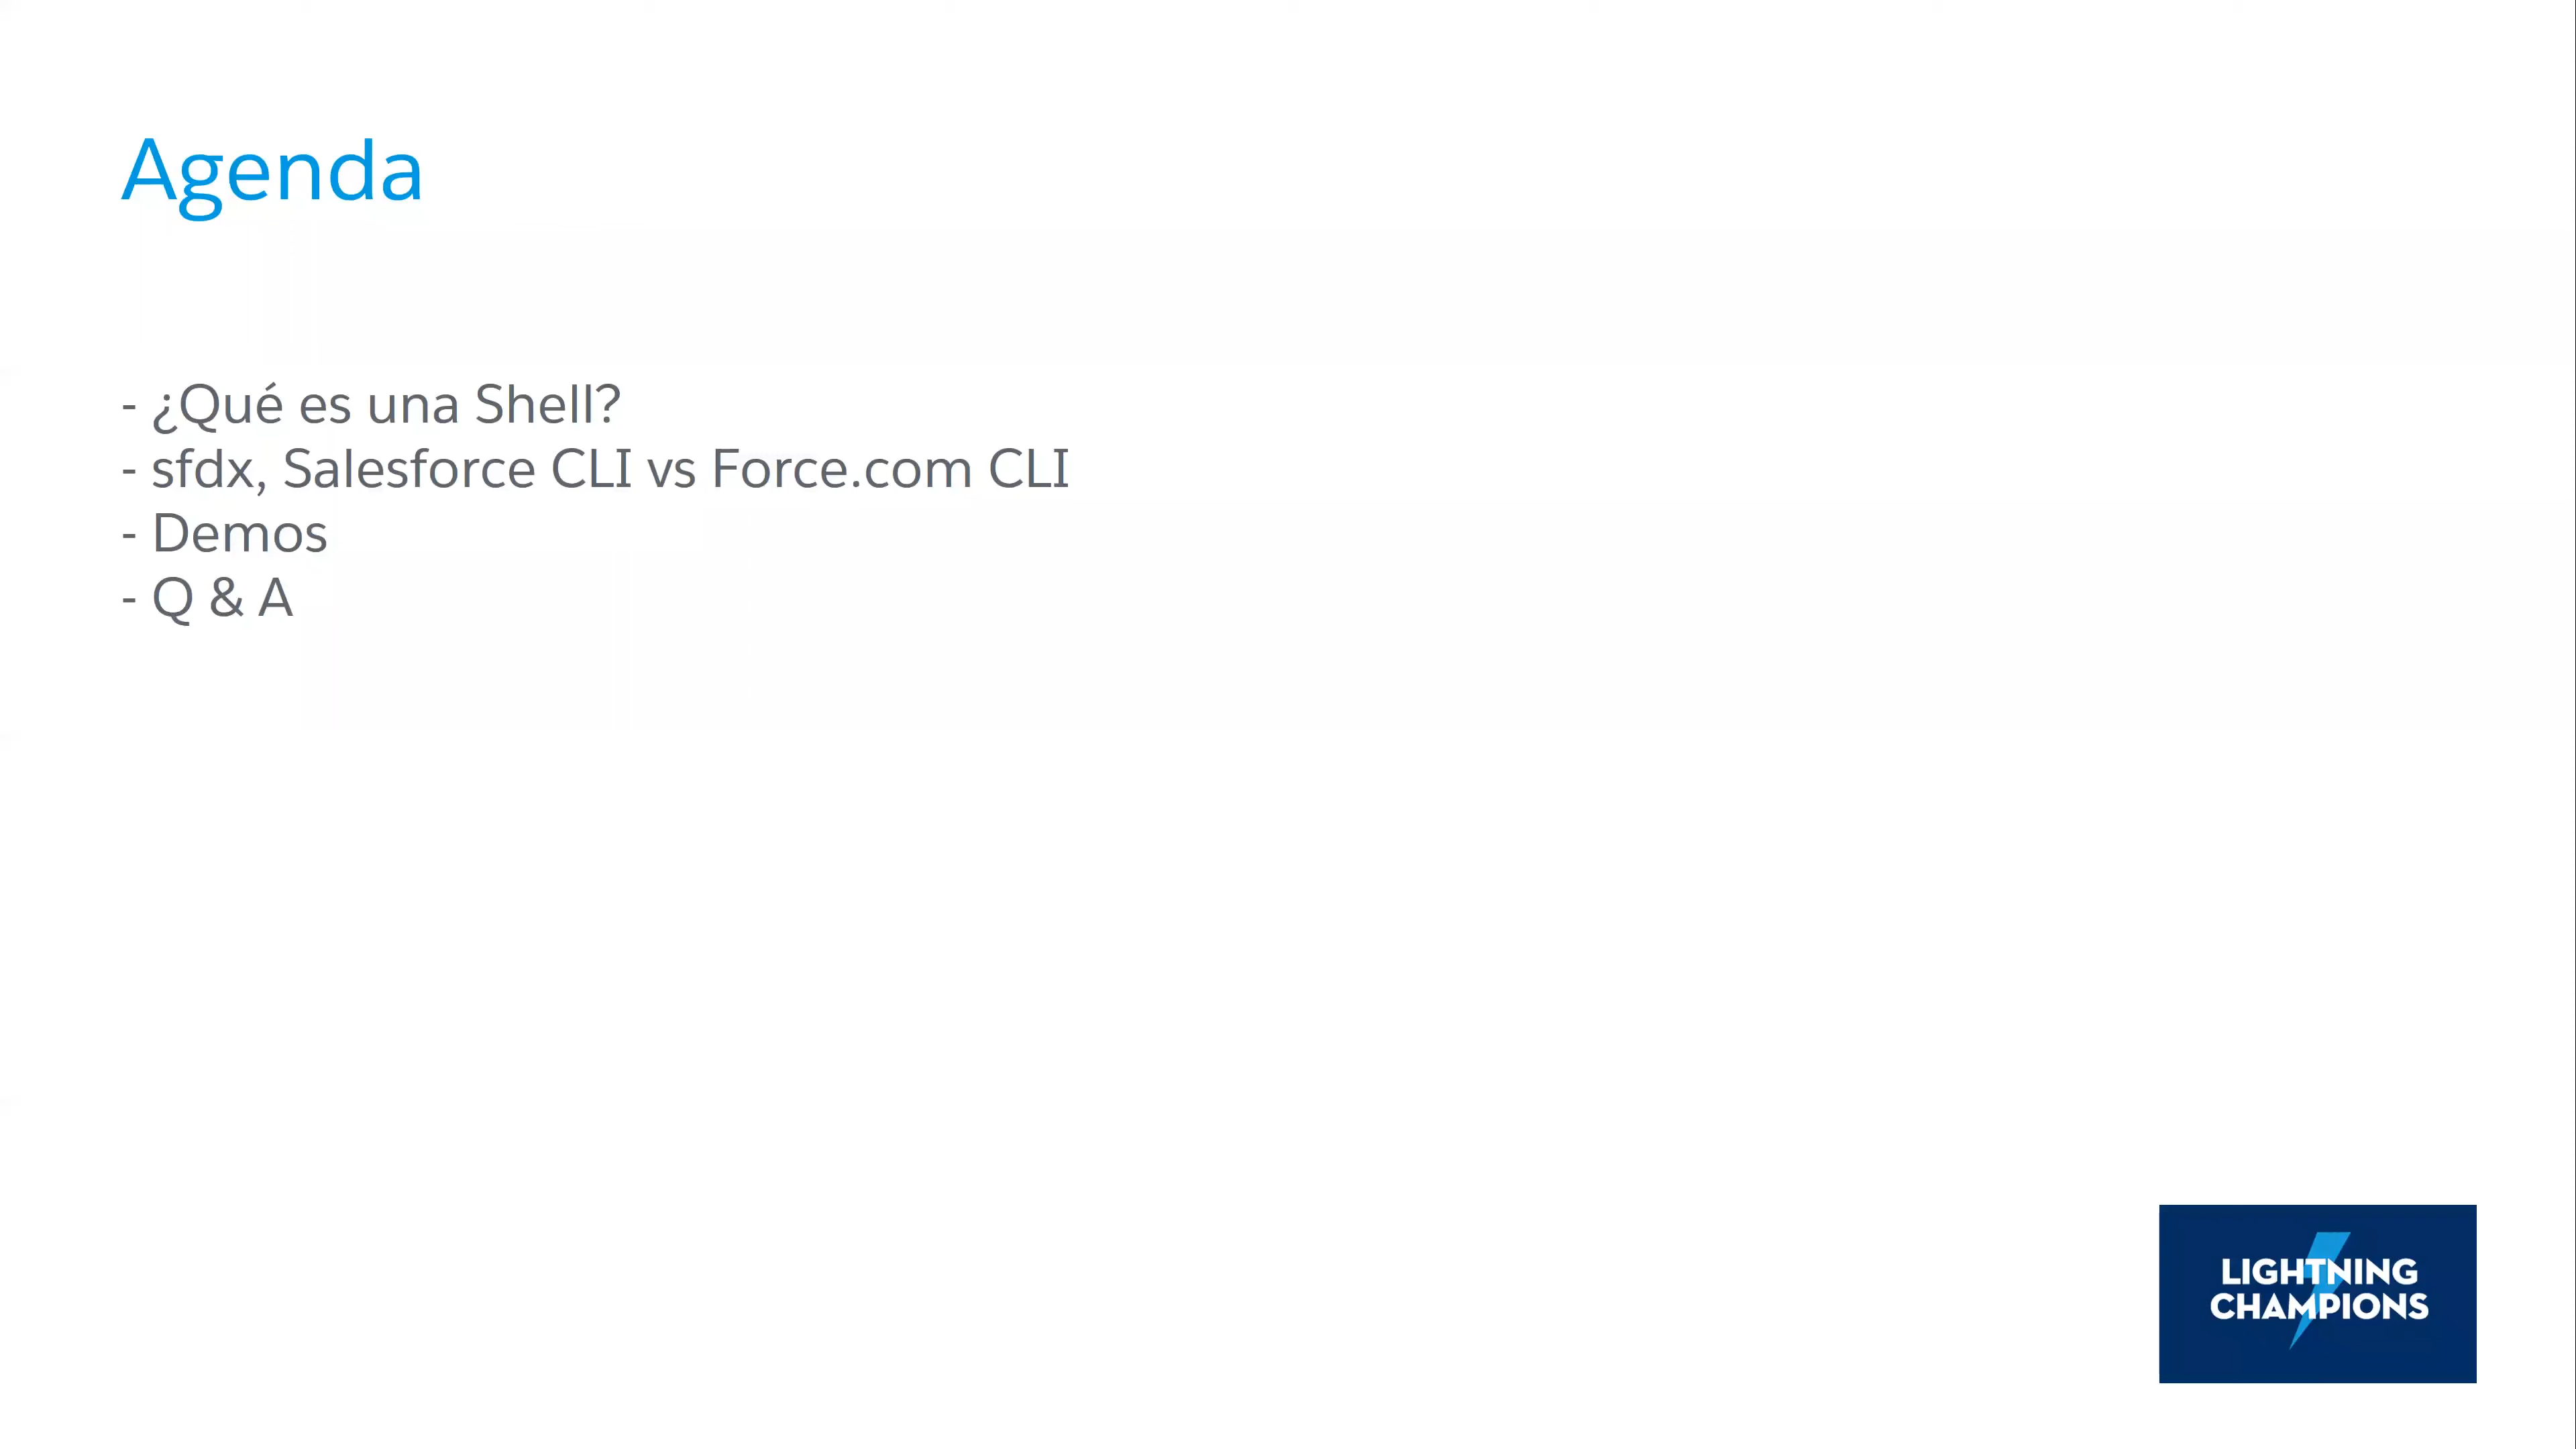 Agenda
- ¿Qué es una Shell?
- sfdx, Salesforce CLI vs Force.com CLI
- Demos
- Q & A
LIGHTNING
CHAMPIONS